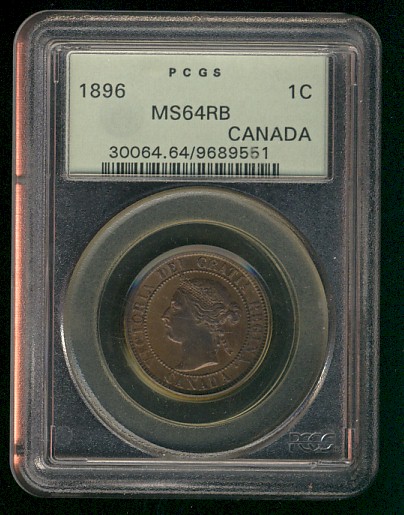 PCGS
1896 1C
MS64RB
CANADA
30064.64/9689551
VICTORIA DEI GRATIA REGINA.
CANADA
PCGS